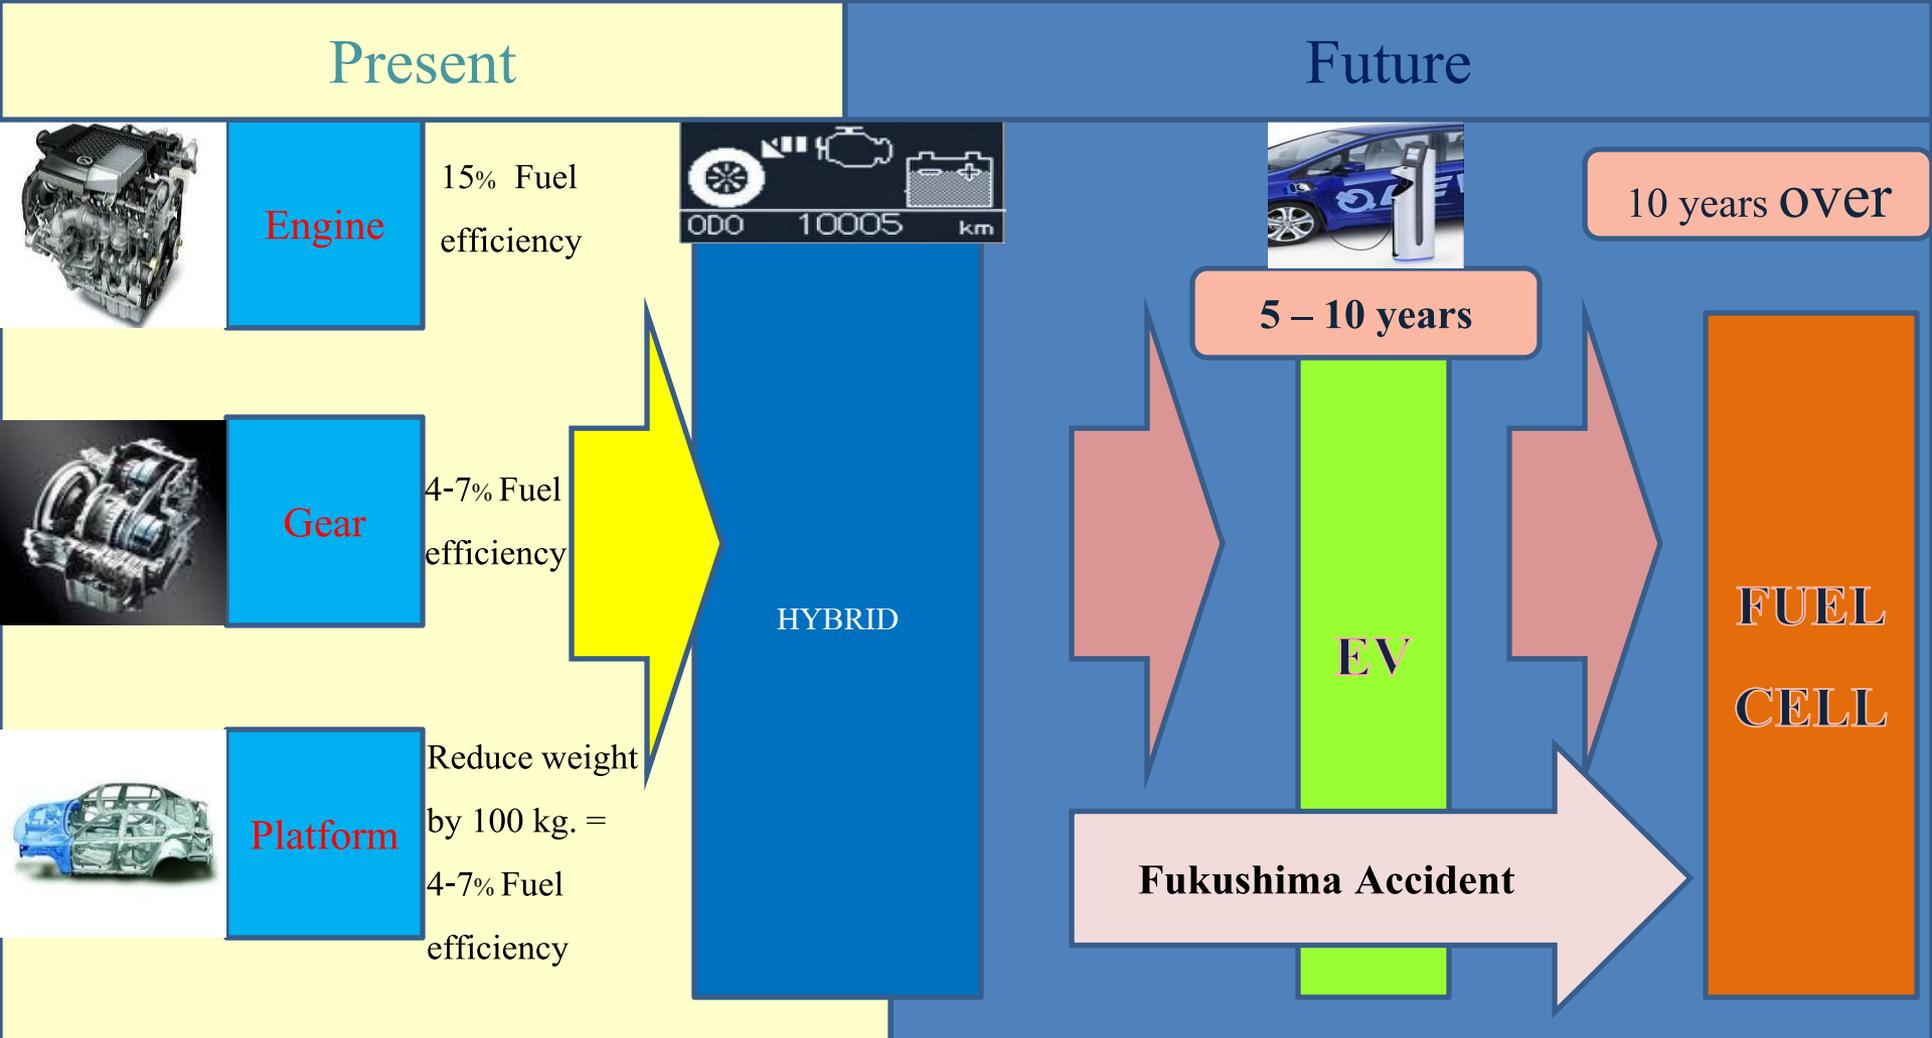 Present
Future
Engine
15% Fuel
efficiency
ODO 10005 km
10 years over
5 – 10 years
Gear
4-7% Fuel
efficiency
HYBRID
EV
FUEL
CELL
Platform
Reduce weight
by 100 kg. =
4-7% Fuel
efficiency
Fukushima Accident